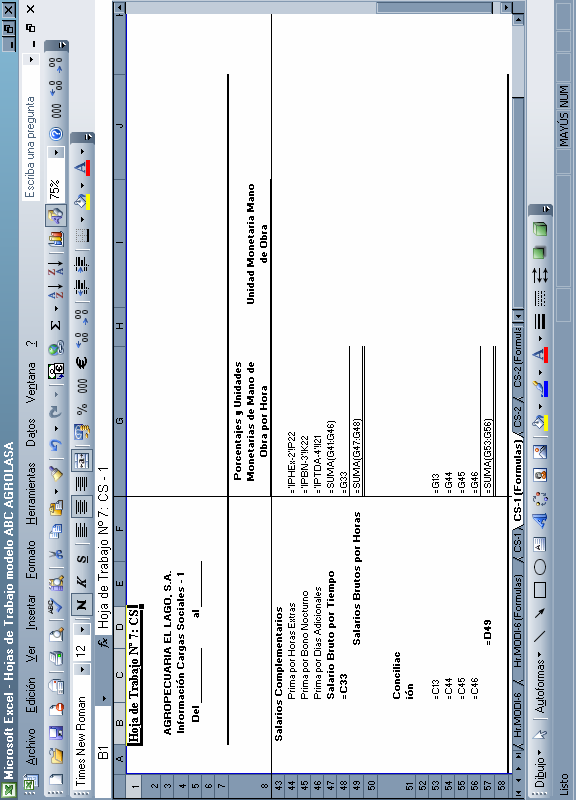 Microsoft Excel - Hojas de Trabajo modelo ABC AGROLASA
Archivo Edición Ver Insertar Formato Herramientas Datos Ventana ?
Escriba una pregunta
75%
Times New Roman 12 N K S % 000 €
B1 fx Hoja de Trabajo Nº 7: CS - 1
A B C D E F G H I J
1 Hoja de Trabajo Nº 7: CS
2
3 AGROPECUARIA EL LAGO, S.A.
4 Información Cargas Sociales - 1
5 Del al
6
7
8 Porcentajes y Unidades Monetarias de Mano de Obra por Hora Unidad Monetaria Mano de Obra
43 Salarios Complementarios
44 Prima por Horas Extras ='IPHEx-2'!P22
45 Prima por Bono Nocturno ='IPBN-3'!K22
46 Prima por Días Adicionales ='IPTDA-4'!I21
47 Salario Bruto por Tiempo =SUMA(G41:G46)
48 =C33 =G33
49 Salarios Brutos por Horas =SUMA(G47:G48)
50
51 Conciliac
52 ión
53 =C13 =G13
54 =C44 =G44
55 =C45 =G45
56 =C46 =G46
57 =D49 =SUMA(G53:G56)
58
Hr.MODI-6 Hr.MODI-6 (Formulas) CS-1 CS-1 (Formulas) CS-2 CS-2 (Formulas
Dibujo Autoformas
Listo MAYÚS NUM